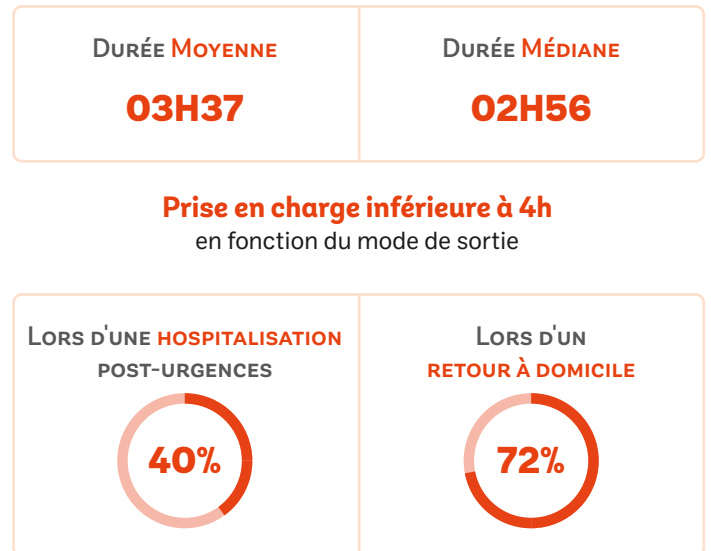 Durée Moyenne
03H37
Durée Médiane
02H56
Prise en charge inférieure à 4h
en fonction du mode de sortie
Lors d'une hospitalisation
post-urgences
40%
Lors d'un
retour à domicile
72%